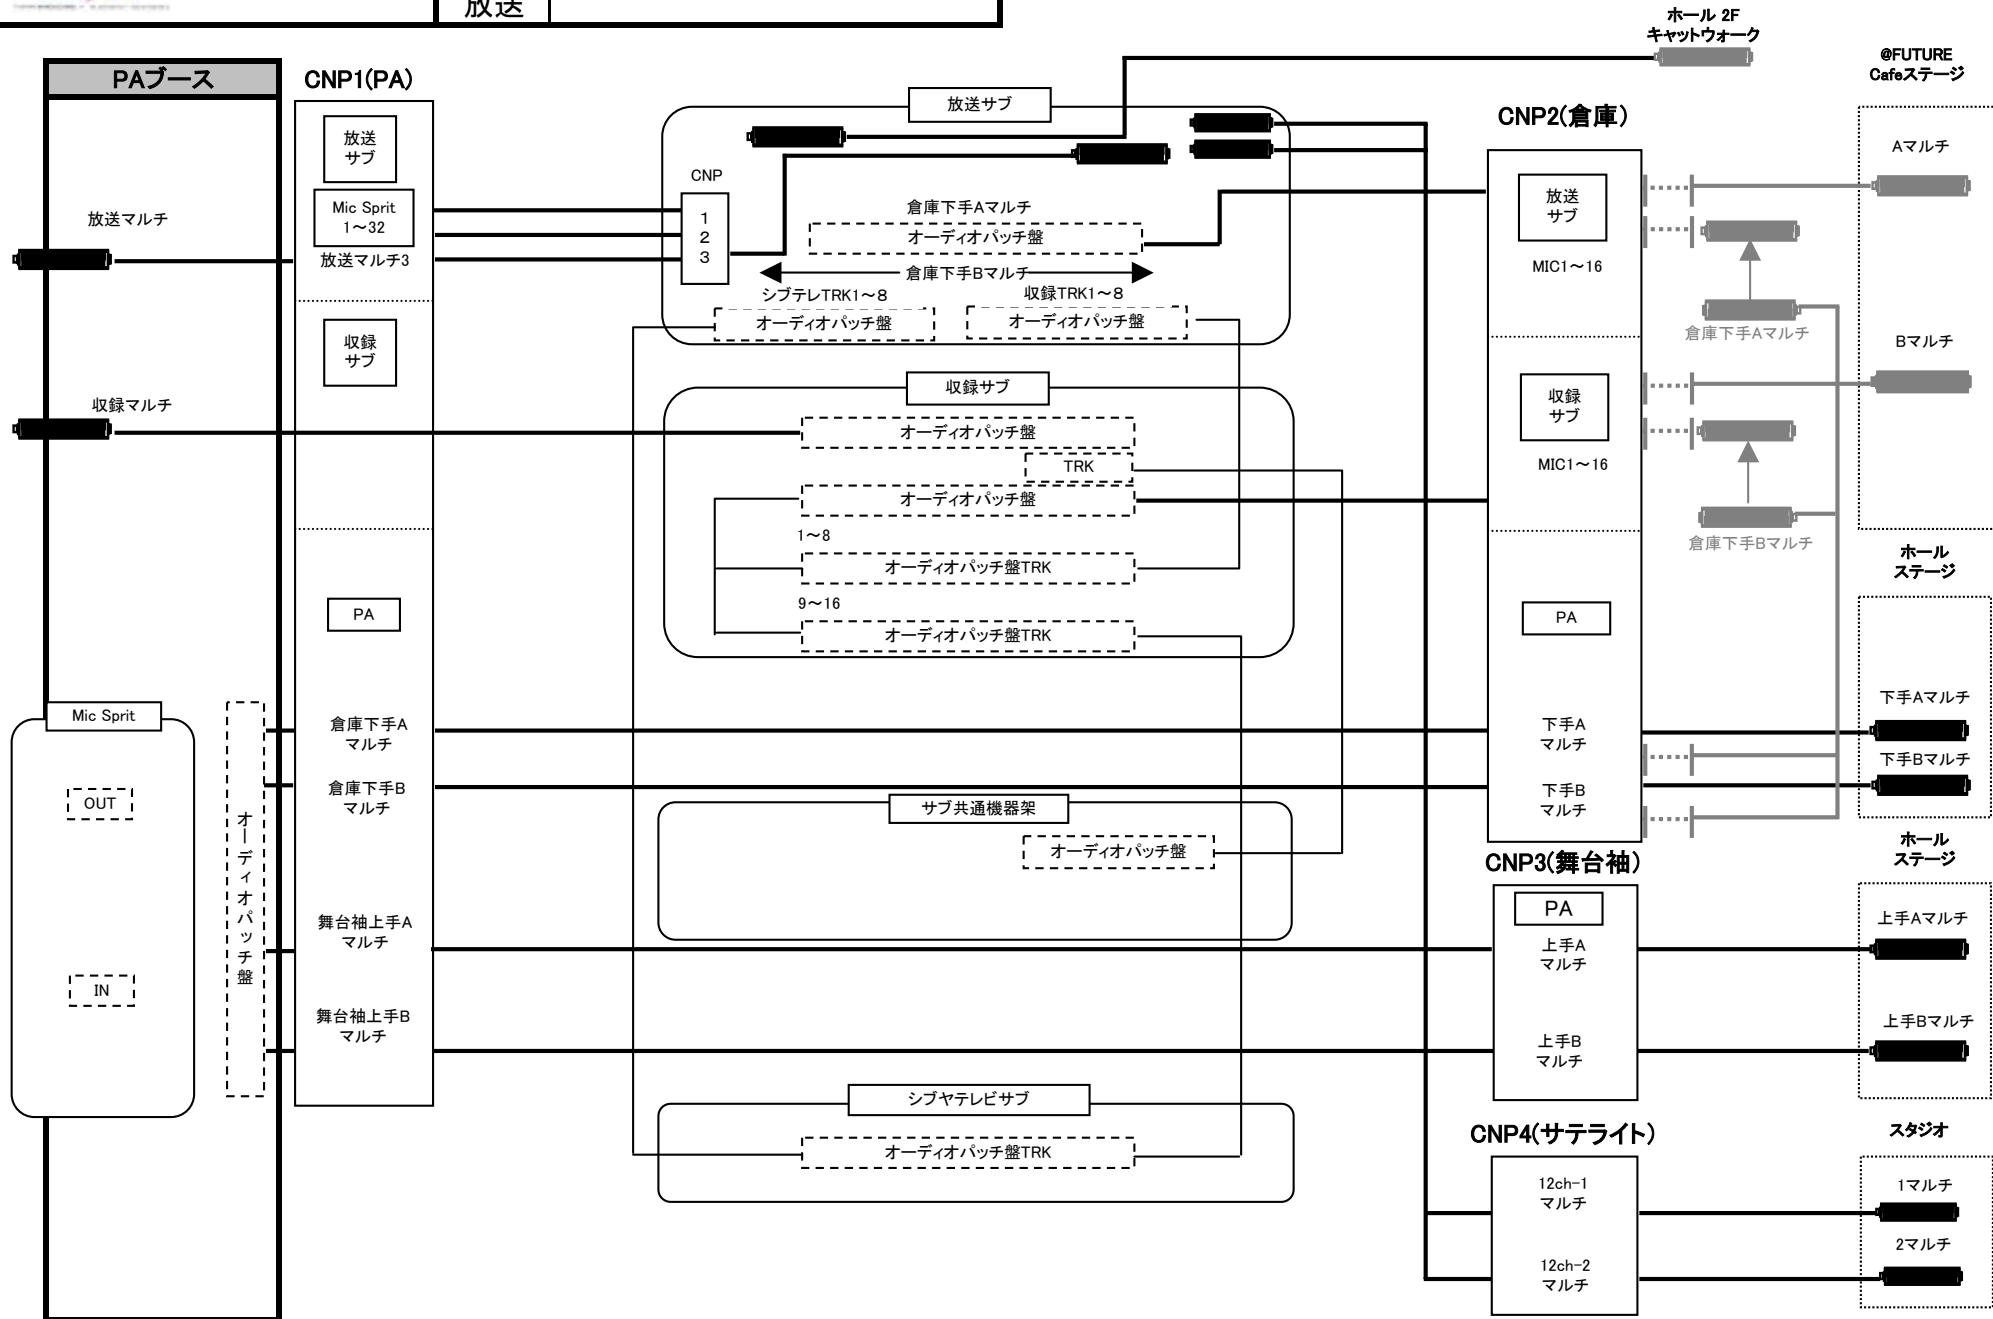 放送
ホール 2F
キャットウォーク
@FUTURE
Cafeステージ
PAブース
CNP1(PA)
放送サブ
CNP2(倉庫)
放送
サブ
Aマルチ
CNP
Mic Sprit
1～32
放送
サブ
放送マルチ
1
2
3
倉庫下手Aマルチ
オーディオパッチ盤
放送マルチ3
倉庫下手Bマルチ
MIC1～16
シブテレTRK1～8
収録TRK1～8
オーディオパッチ盤
オーディオパッチ盤
倉庫下手Aマルチ
Bマルチ
収録
サブ
収録サブ
収録
サブ
収録マルチ
オーディオパッチ盤
TRK
MIC1～16
オーディオパッチ盤
1～8
倉庫下手Bマルチ
ホール
ステージ
オーディオパッチ盤TRK
9～16
PA
PA
オーディオパッチ盤TRK
下手Aマルチ
Mic Sprit
倉庫下手A
マルチ
下手A
マルチ
下手Bマルチ
OUT
倉庫下手B
マルチ
下手B
マルチ
サブ共通機器架
オーディオパッチ盤
オーディオパッチ盤
ホール
ステージ
CNP3(舞台袖)
PA
舞台袖上手A
マルチ
上手A
マルチ
上手Aマルチ
IN
舞台袖上手B
マルチ
上手B
マルチ
上手Bマルチ
シブヤテレビサブ
CNP4(サテライト)
スタジオ
オーディオパッチ盤TRK
12ch-1
マルチ
1マルチ
12ch-2
マルチ
2マルチ